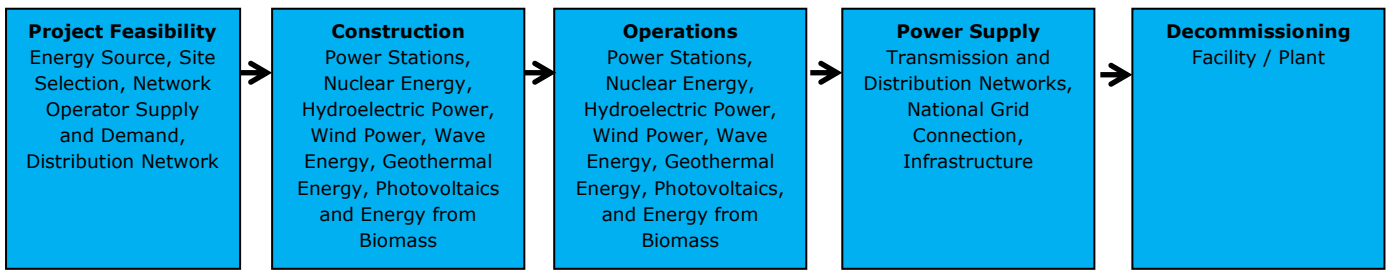 Project Feasibility
Energy Source, Site
Selection, Network
Operator Supply
and Demand,
Distribution Network
Construction
Power Stations,
Nuclear Energy,
Hydroelectric Power,
Wind Power, Wave
Energy, Geothermal
Energy, Photovoltaics
and Energy from
Biomass
Operations
Power Stations,
Nuclear Energy,
Hydroelectric Power,
Wind Power, Wave
Energy, Geothermal
Energy, Photovoltaics,
and Energy from
Biomass
Power Supply
Transmission and
Distribution Networks,
National Grid
Connection,
Infrastructure
Decommissioning
Facility / Plant